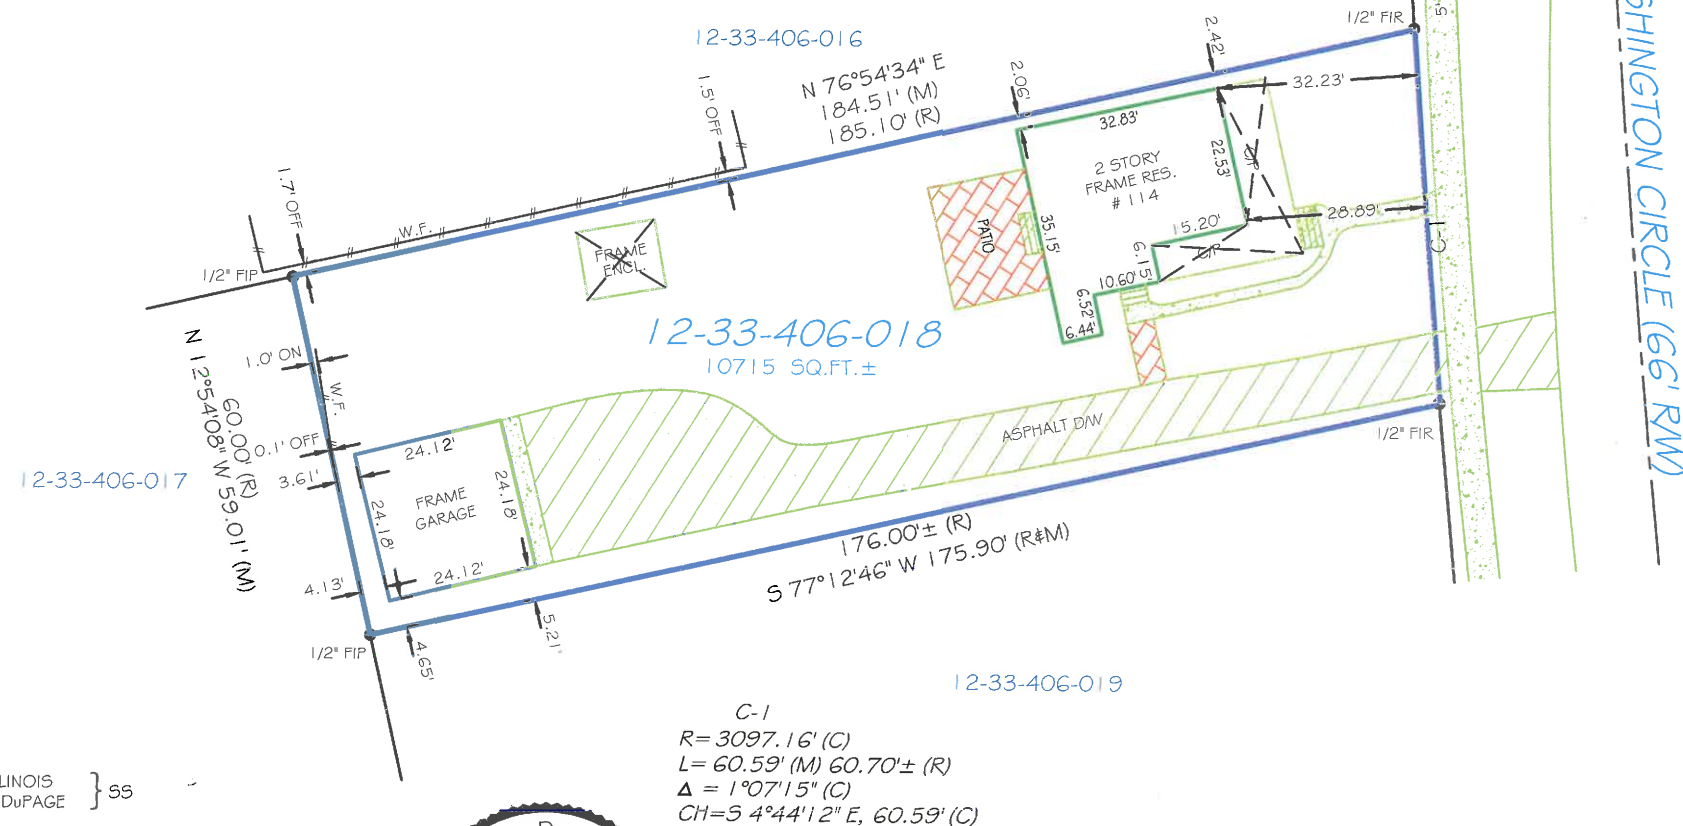 12-33-406-016
N 76°54'34" E
184.51' (M)
185.10' (R)
1/2" FIR
5'
2.42'
2.06'
32.23'
1.5' OFF
1.7' OFF
W.F.
1/2" FIP
32.83'
22.53'
C/P
2 STORY
FRAME RES.
#114
PATIO
35.15'
15.20'
28.89'
C/P
6.15'
10.60'
6.52'
6.44'
C-1
FRAME
ENCL.
12-33-406-018
10715 SQ.FT.±
SHINGTON CIRCLE (66' R/W)
1.0' ON
W.F.
N 12°54'08" W 59.01' (M)
60.00' (R)
0.1' OFF
3.61'
12-33-406-017
24.12'
24.18'
FRAME
GARAGE
24.18'
24.12'
4.13'
1/2" FIP
4.65'
5.21'
ASPHALT D/W
1/2" FIR
176.00'± (R)
S 77°12'46" W 175.90' (R&M)
12-33-406-019
C-1
R= 3097.16' (C)
L= 60.59' (M) 60.70'± (R)
Δ = 1°07'15" (C)
CH=S 4°44'12" E, 60.59' (C)
LINOIS
DuPAGE
} SS